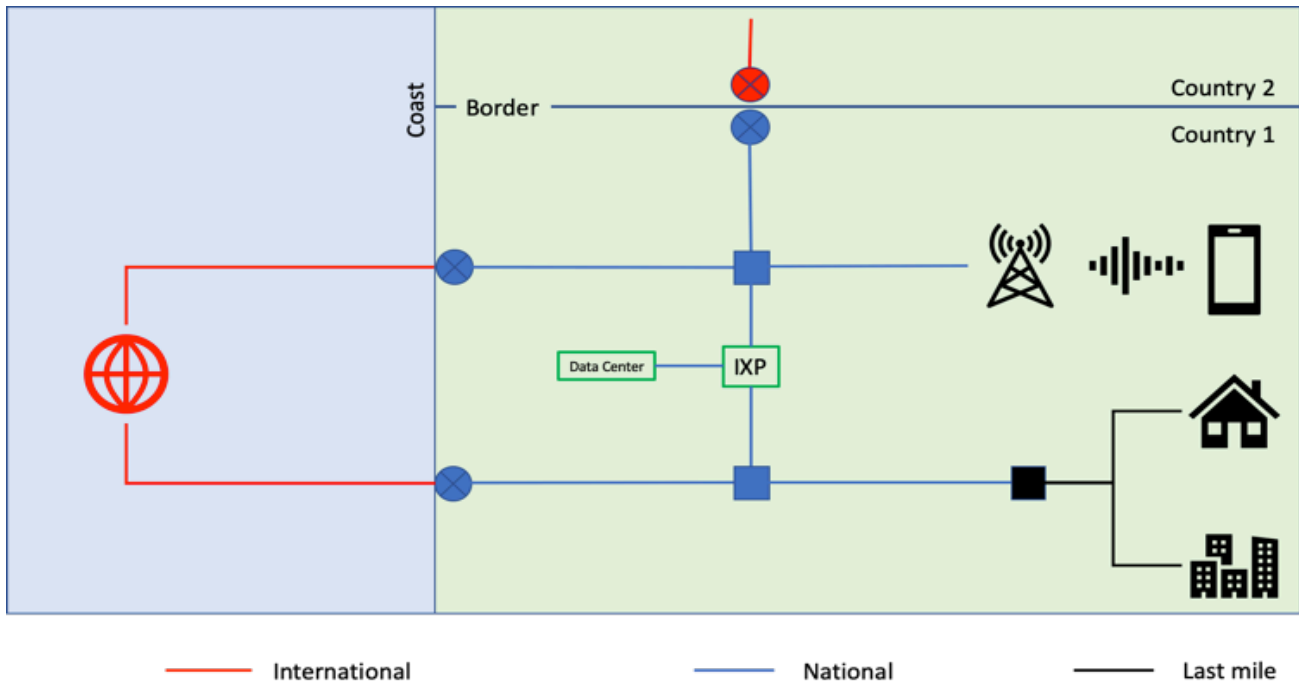 Country 2
Coast
Border
Country 1
Data Center
IXP
International
National
Last mile